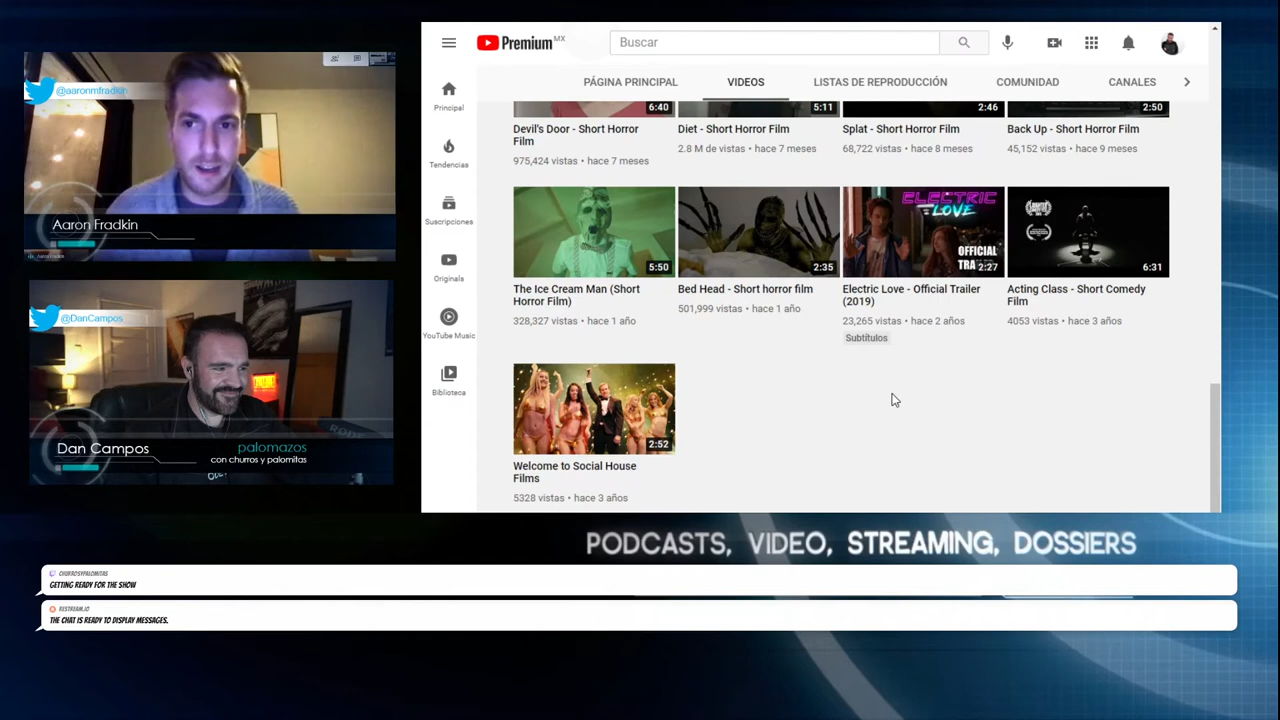 @aaronmfradkin
Aaron Fradkin
Aaron Fradkin
@DanCampos
Dan Campos
palomazos
con churros y palomitas
Premium MX
Buscar
PÁGINA PRINCIPAL
VIDEOS
LISTAS DE REPRODUCCIÓN
COMUNIDAD
CANALES
Principal
Tendencias
Suscripciones
Originals
YouTube Music
Biblioteca
6:40
5:11
2:46
2:50
Devil's Door - Short Horror
Film
975,424 vistas • hace 7 meses
Diet - Short Horror Film
2.8 M de vistas • hace 7 meses
Splat - Short Horror Film
68,722 vistas • hace 8 meses
Back Up - Short Horror Film
45,152 vistas • hace 9 meses
5:50
2:35
ELECTRIC
LOVE
OFFICIAL
TRA
2:27
6:31
The Ice Cream Man (Short
Horror Film)
328,327 vistas • hace 1 año
Bed Head - Short horror film
501,999 vistas • hace 1 año
Electric Love - Official Trailer
(2019)
23,265 vistas • hace 2 años
Subtítulos
Acting Class - Short Comedy
Film
4053 vistas • hace 3 años
2:52
Welcome to Social House
Films
5328 vistas • hace 3 años
PODCASTS, VIDEO, STREAMING, DOSSIERS
CHURROSYPALOMITAS
GETTING READY FOR THE SHOW
RESTREAM.IO
THE CHAT IS READY TO DISPLAY MESSAGES.